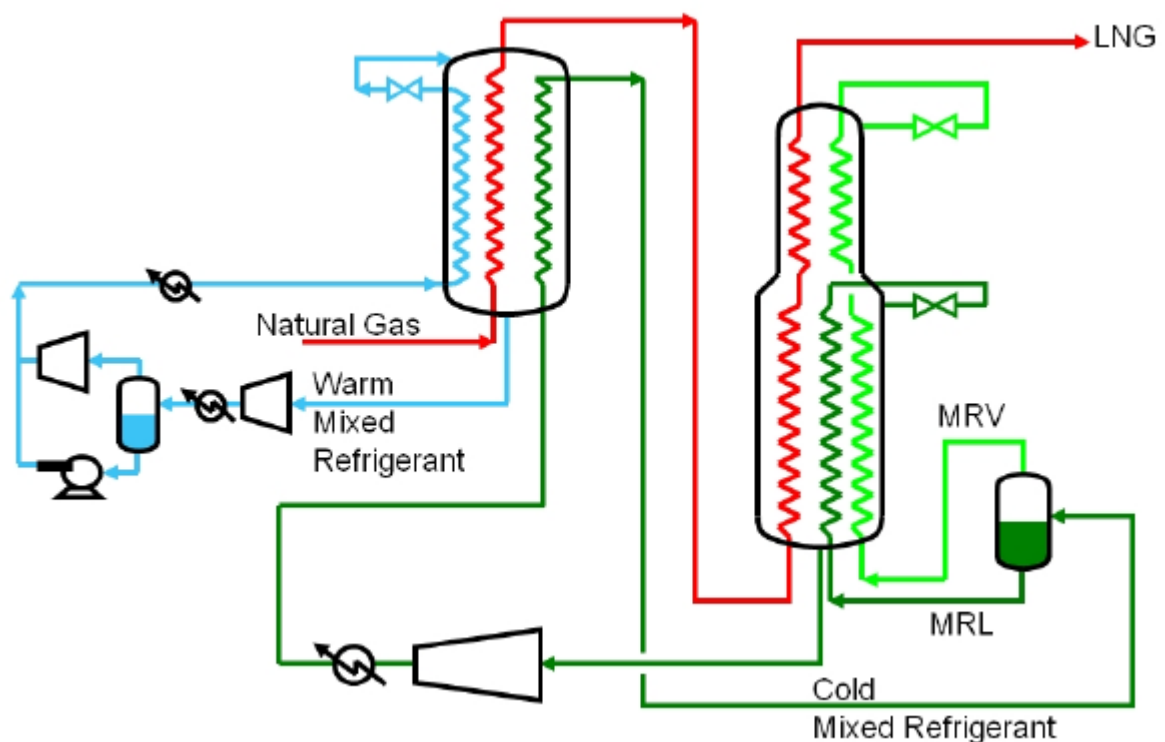 LNG
Natural Gas
Warm
Mixed
Refrigerant
MRV
MRL
Cold
Mixed Refrigerant